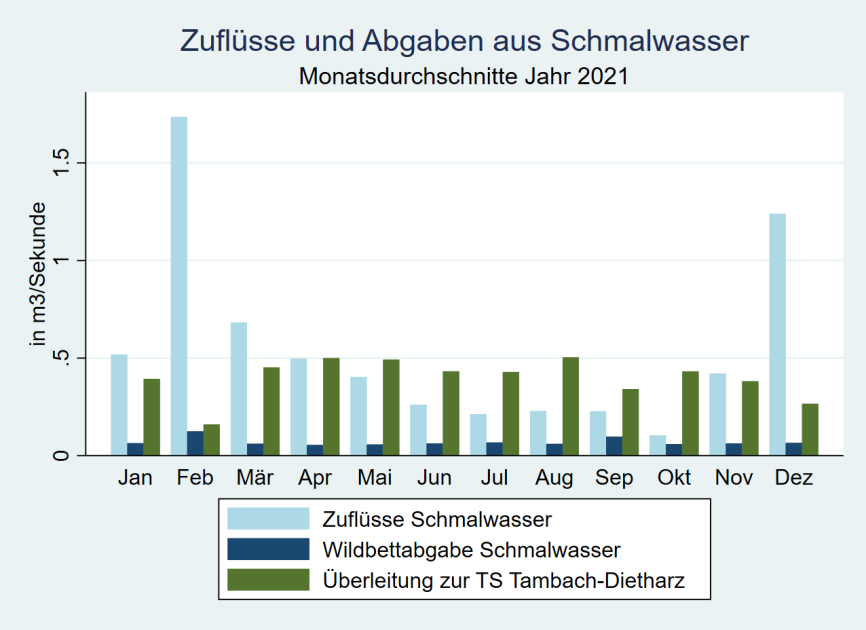 Zuflüsse und Abgaben aus Schmalwasser
Monatsdurchschnitte Jahr 2021
in m3/Sekunde
1.5
1
.5
0
Jan Feb Mär Apr Mai Jun Jul Aug Sep Okt Nov Dez
Zuflüsse Schmalwasser
Wildbettabgabe Schmalwasser
Überleitung zur TS Tambach-Dietharz